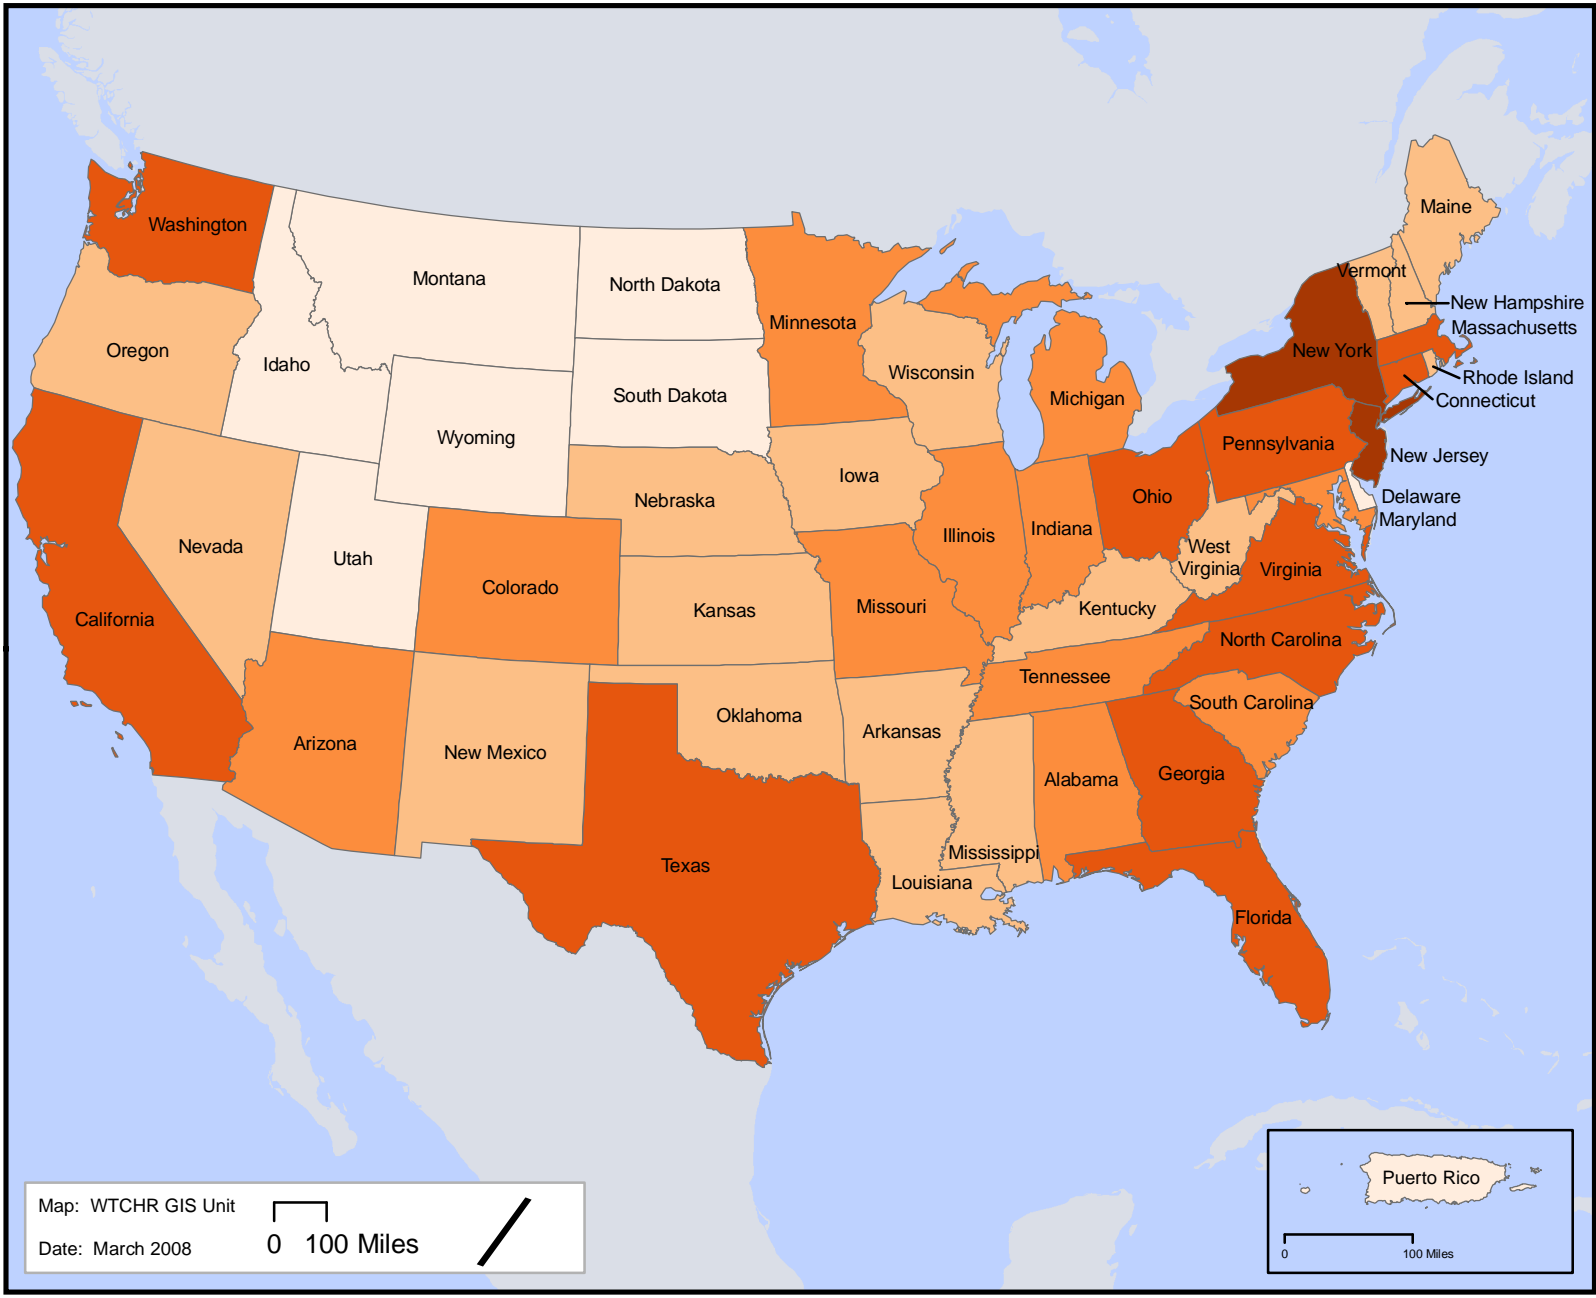 Maine
Washington
Vermont
Montana
North Dakota
New Hampshire
Minnesota
Massachusetts
Oregon
New York
Idaho
Wisconsin
Rhode Island
South Dakota
Michigan
Connecticut
Wyoming
Pennsylvania
New Jersey
Iowa
Nebraska
Ohio
Delaware
Maryland
Illinois
Indiana
Nevada
West
Virginia
Utah
Virginia
Colorado
Missouri
Kentucky
Kansas
California
North Carolina
Tennessee
South Carolina
Oklahoma
Arkansas
Arizona
New Mexico
Georgia
Alabama
Mississippi
Texas
Louisiana
Florida
Puerto Rico
0 100 Miles
Map: WTCHR GIS Unit
Date: March 2008
0 100 Miles